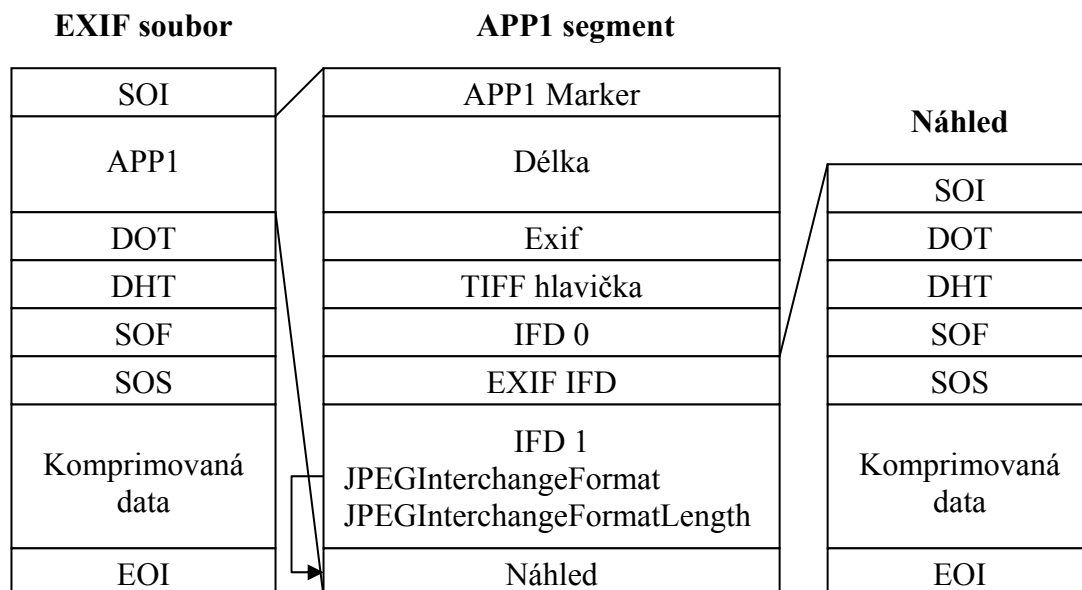 EXIF soubor
SOI
APP1
DOT
DHT
SOF
SOS
Komprimovaná
data
EOI
APP1 segment
APP1 Marker
Délka
Exif
TIFF hlavička
IFD 0
EXIF IFD
IFD 1
JPEGInterchangeFormat
JPEGInterchangeFormatLength
Náhled
Náhled
SOI
DOT
DHT
SOF
SOS
Komprimovaná
data
EOI